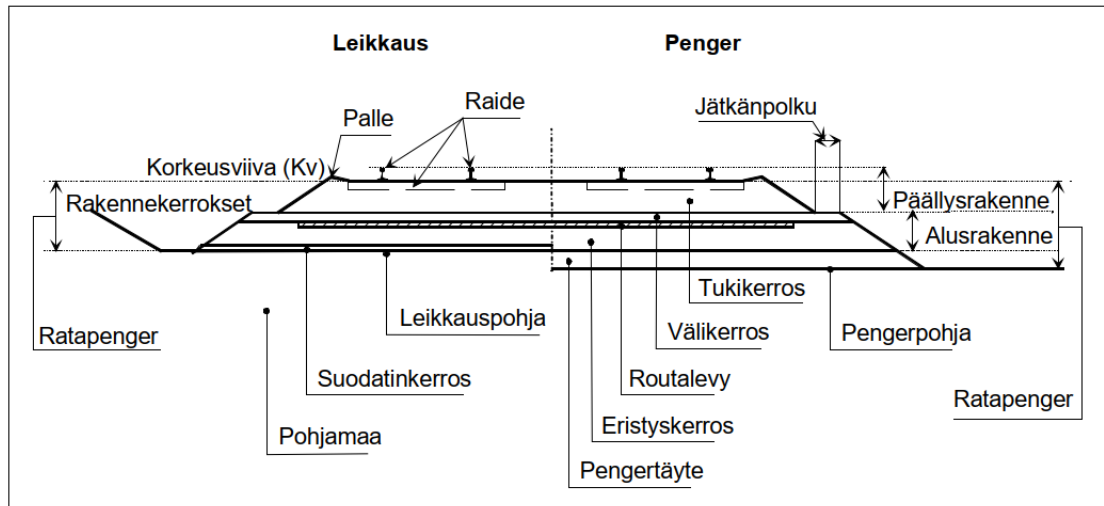 Leikkaus
Penger
Palle
Raide
Jätkänpolku
Korkeusviiva (Kv)
Rakennekerrokset
Päällysrakenne
Alusrakenne
Tukikerros
Leikkauspohja
Ratapenger
Välikerros
Pengerpohja
Suodatinkerros
Routalevy
Ratapenger
Eristyskerros
Pohjamaa
Pengertäyte